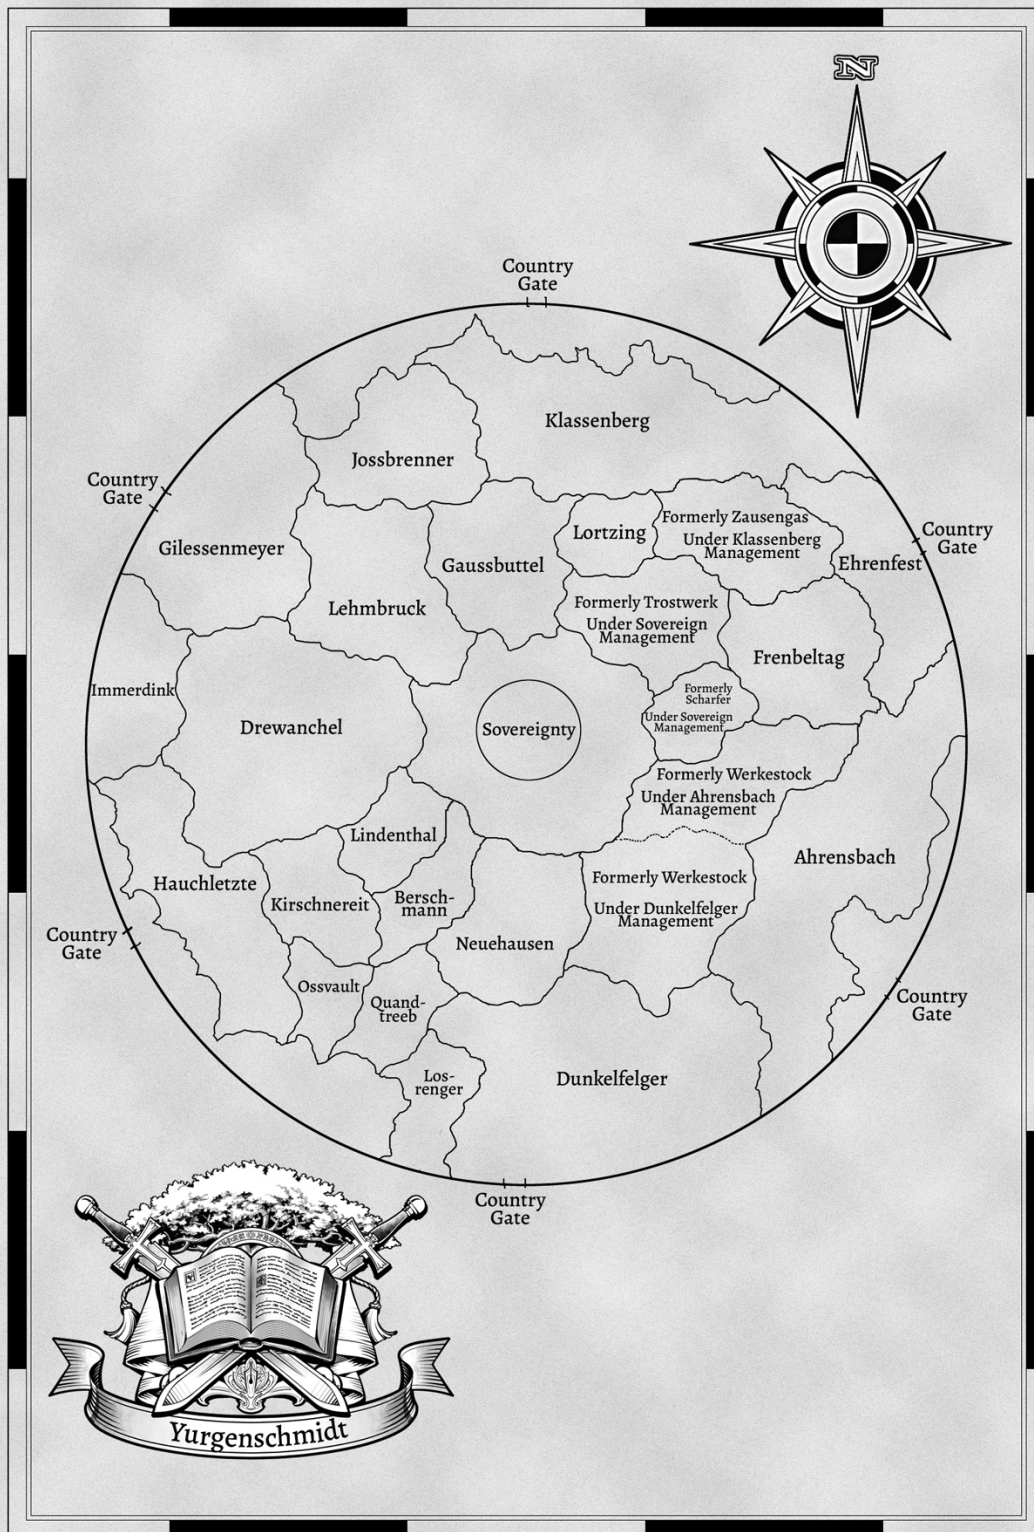 N
Country
Gate
Klassenberg
Jossbrenner
Country
Gate
Formerly Zausengas
Under Klassenberg
Management
Lortzing
Country
Gate
Gilessenmeyer
Gaussbuttel
Ehrenfest
Lehmbruck
Formerly Trostwerk
Under Sovereign
Management
Frenbeltag
Immerdink
Formerly
Scharfer
Under Sovereign
Management
Drewanchel
Sovereignty
Formerly Werkestock
Under Ahrensbach
Management
Lindenthal
Ahrensbach
Hauchletzte
Kirschnereit
Bersch-
mann
Formerly Werkestock
Under Dunkelfelger
Management
Country
Gate
Neuehausen
Ossvault
Quand-
treeb
Country
Gate
Los-
renger
Dunkelfelger
Country
Gate
Yurgenschmidt